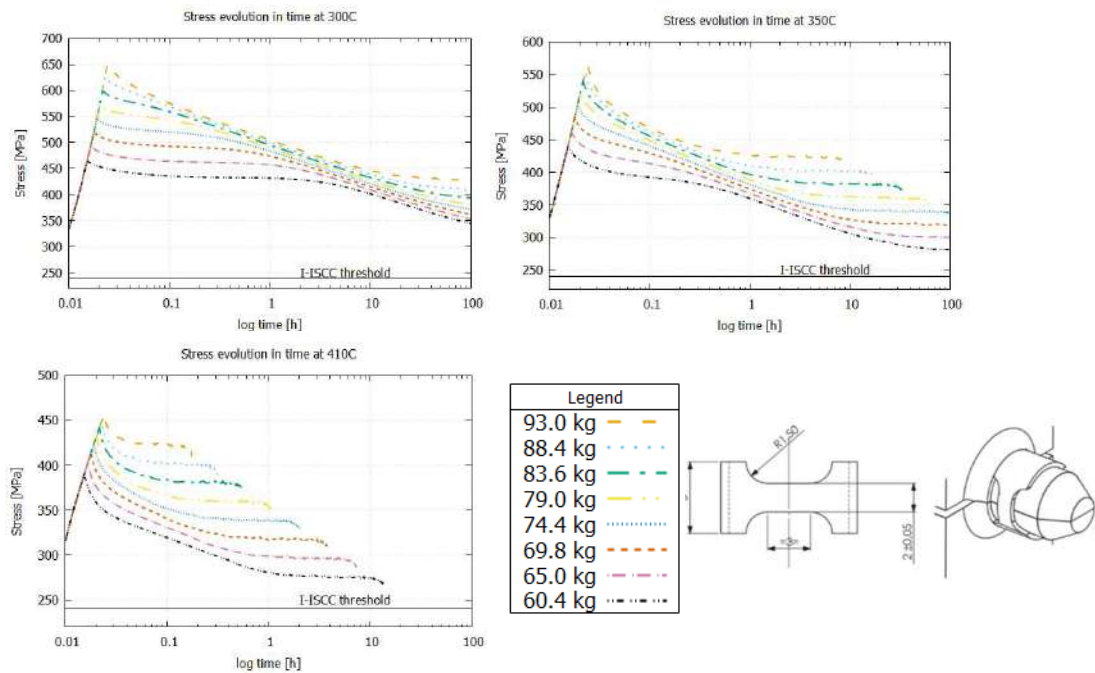 Stress evolution in time at 300C
700
650
600
550
500
450
400
350
300
250
Stress [MPa]
I-ISCC threshold
0.01 0.1 1 10 100
log time [h]
Stress evolution in time at 350C
600
550
500
450
400
350
300
250
Stress [MPa]
I-ISCC threshold
0.01 0.1 1 10 100
log time [h]
Stress evolution in time at 410C
500
450
400
350
300
250
Stress [MPa]
I-ISCC threshold
0.01 0.1 1 10 100
log time [h]
Legend
93.0 kg
88.4 kg
83.6 kg
79.0 kg
74.4 kg
69.8 kg
65.0 kg
60.4 kg
R1.50
2 ±0.05